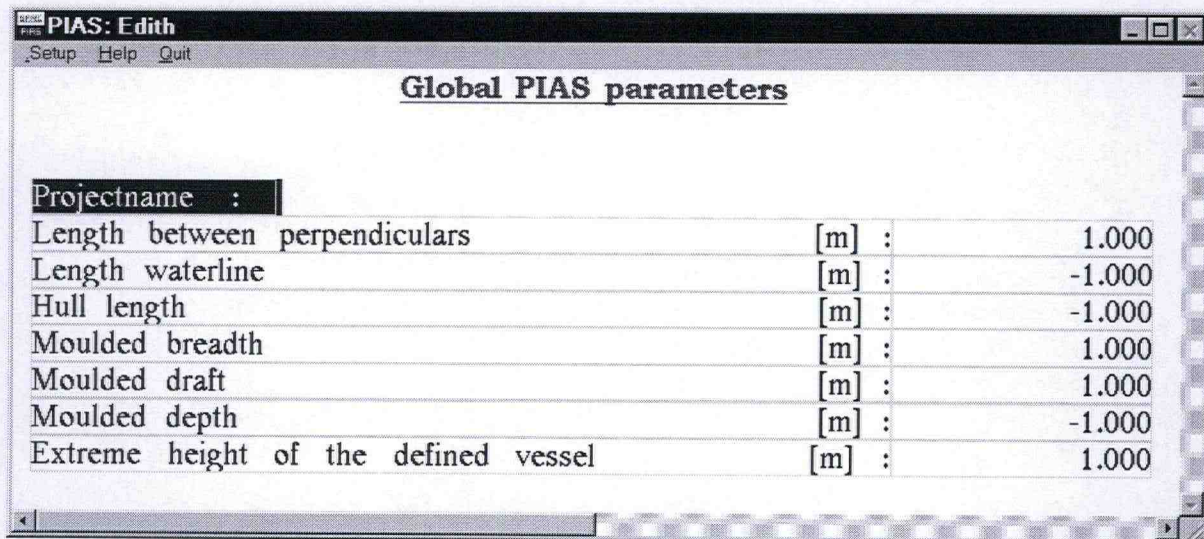 PIAS: Edith
Setup Help Quit
Global PIAS parameters
Projectname :
Length between perpendiculars [m] : 1.000
Length waterline [m] : -1.000
Hull length [m] : -1.000
Moulded breadth [m] : 1.000
Moulded draft [m] : 1.000
Moulded depth [m] : -1.000
Extreme height of the defined vessel [m] : 1.000